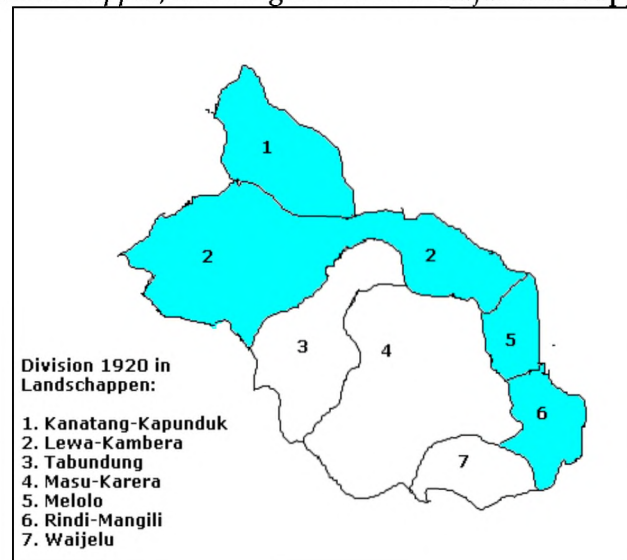 1
2
2
3
4
5
6
7
Division 1920 in
Landschappen:
1. Kanatang-Kapunduk
2. Lewa-Kambera
3. Tabundung
4. Masu-Karera
5. Melolo
6. Rindi-Mangili
7. Waijelu